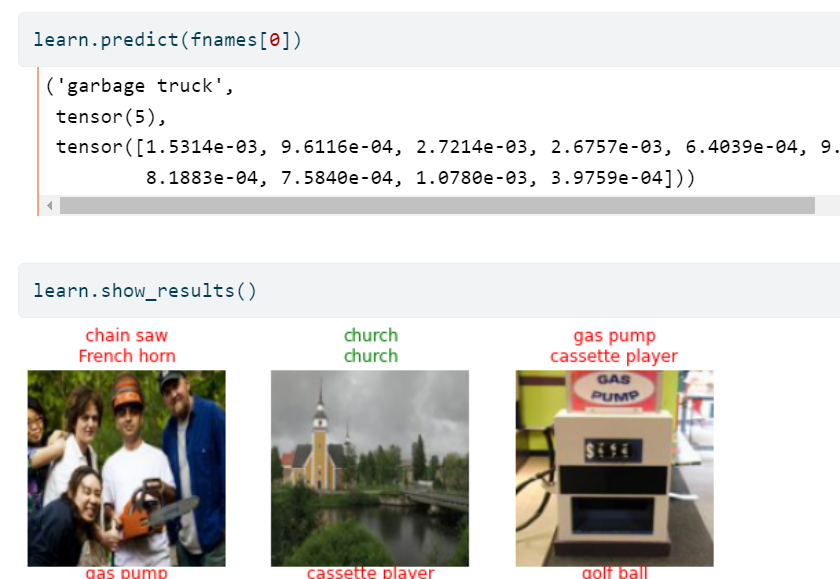 learn.predict(fnames[0])
('garbage truck',
tensor(5),
tensor([1.5314e-03, 9.6116e-04, 2.7214e-03, 2.6757e-03, 6.4039e-04, 9.
8.1883e-04, 7.5840e-04, 1.0780e-03, 3.9759e-04]))
learn.show_results()
chain saw
French horn
church
church
gas pump
cassette player
GAS
PUMP
gas pump
cassette player
golf ball